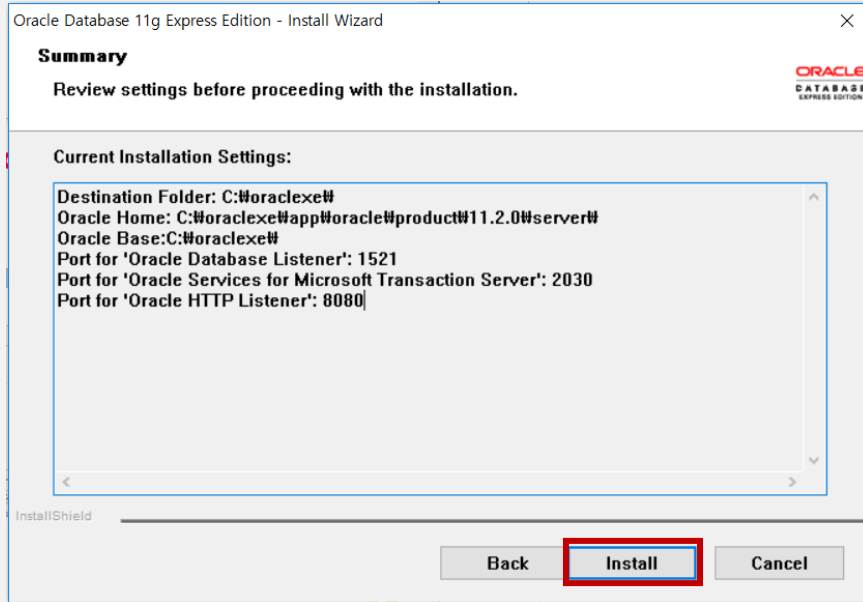 Oracle Database 11g Express Edition - Install Wizard
Summary
Review settings before proceeding with the installation.
ORACLE
DATABASE
EXPRESS EDITION
Current Installation Settings:
Destination Folder: C:₩oraclexe₩
Oracle Home: C:₩oraclexe₩app₩oracle₩product₩11.2.0₩server₩
Oracle Base:C:₩oraclexe₩
Port for 'Oracle Database Listener': 1521
Port for 'Oracle Services for Microsoft Transaction Server': 2030
Port for 'Oracle HTTP Listener': 8080
InstallShield
Back
Install
Cancel